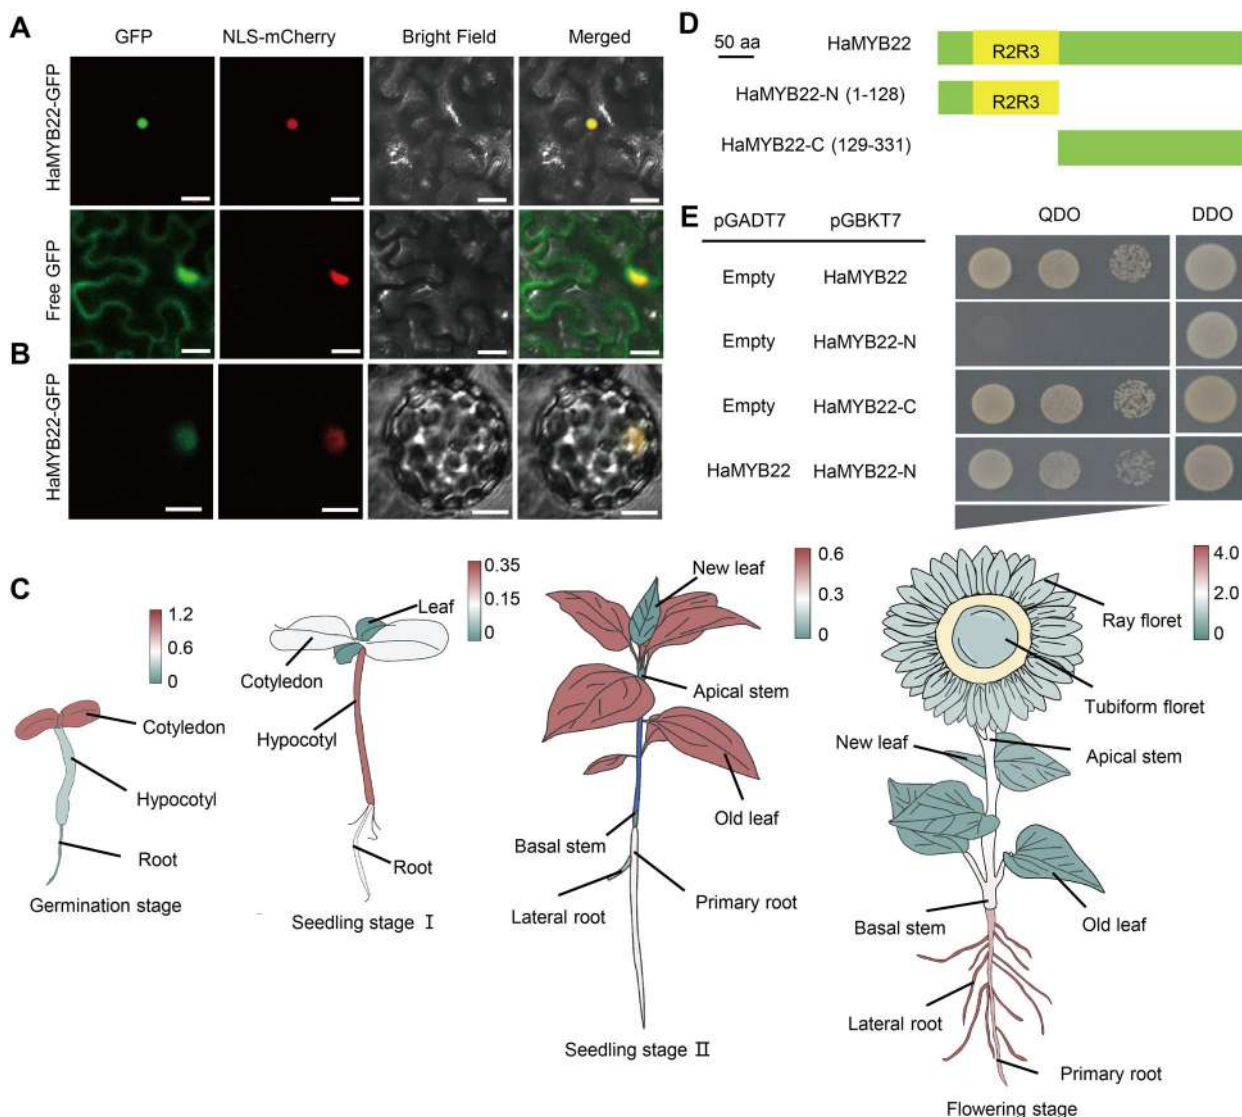 A
GFP
NLS-mCherry
Bright Field
Merged
HaMYB22-GFP
Free GFP
B
HaMYB22-GFP
D
50 aa
HaMYB22
R2R3
HaMYB22-N (1-128)
R2R3
HaMYB22-C (129-331)
E
pGADT7
pGBKT7
QDO
DDO
Empty
HaMYB22
Empty
HaMYB22-N
Empty
HaMYB22-C
HaMYB22
HaMYB22-N
C
1.2
0.6
0
Cotyledon
Hypocotyl
Root
Germination stage
0.35
0.15
0
Leaf
Cotyledon
Hypocotyl
Root
Seedling stage I
0.6
0.3
0
New leaf
Apical stem
Old leaf
Basal stem
Lateral root
Primary root
Seedling stage II
4.0
2.0
0
Ray floret
Tubiform floret
New leaf
Apical stem
Basal stem
Old leaf
Lateral root
Primary root
Flowering stage